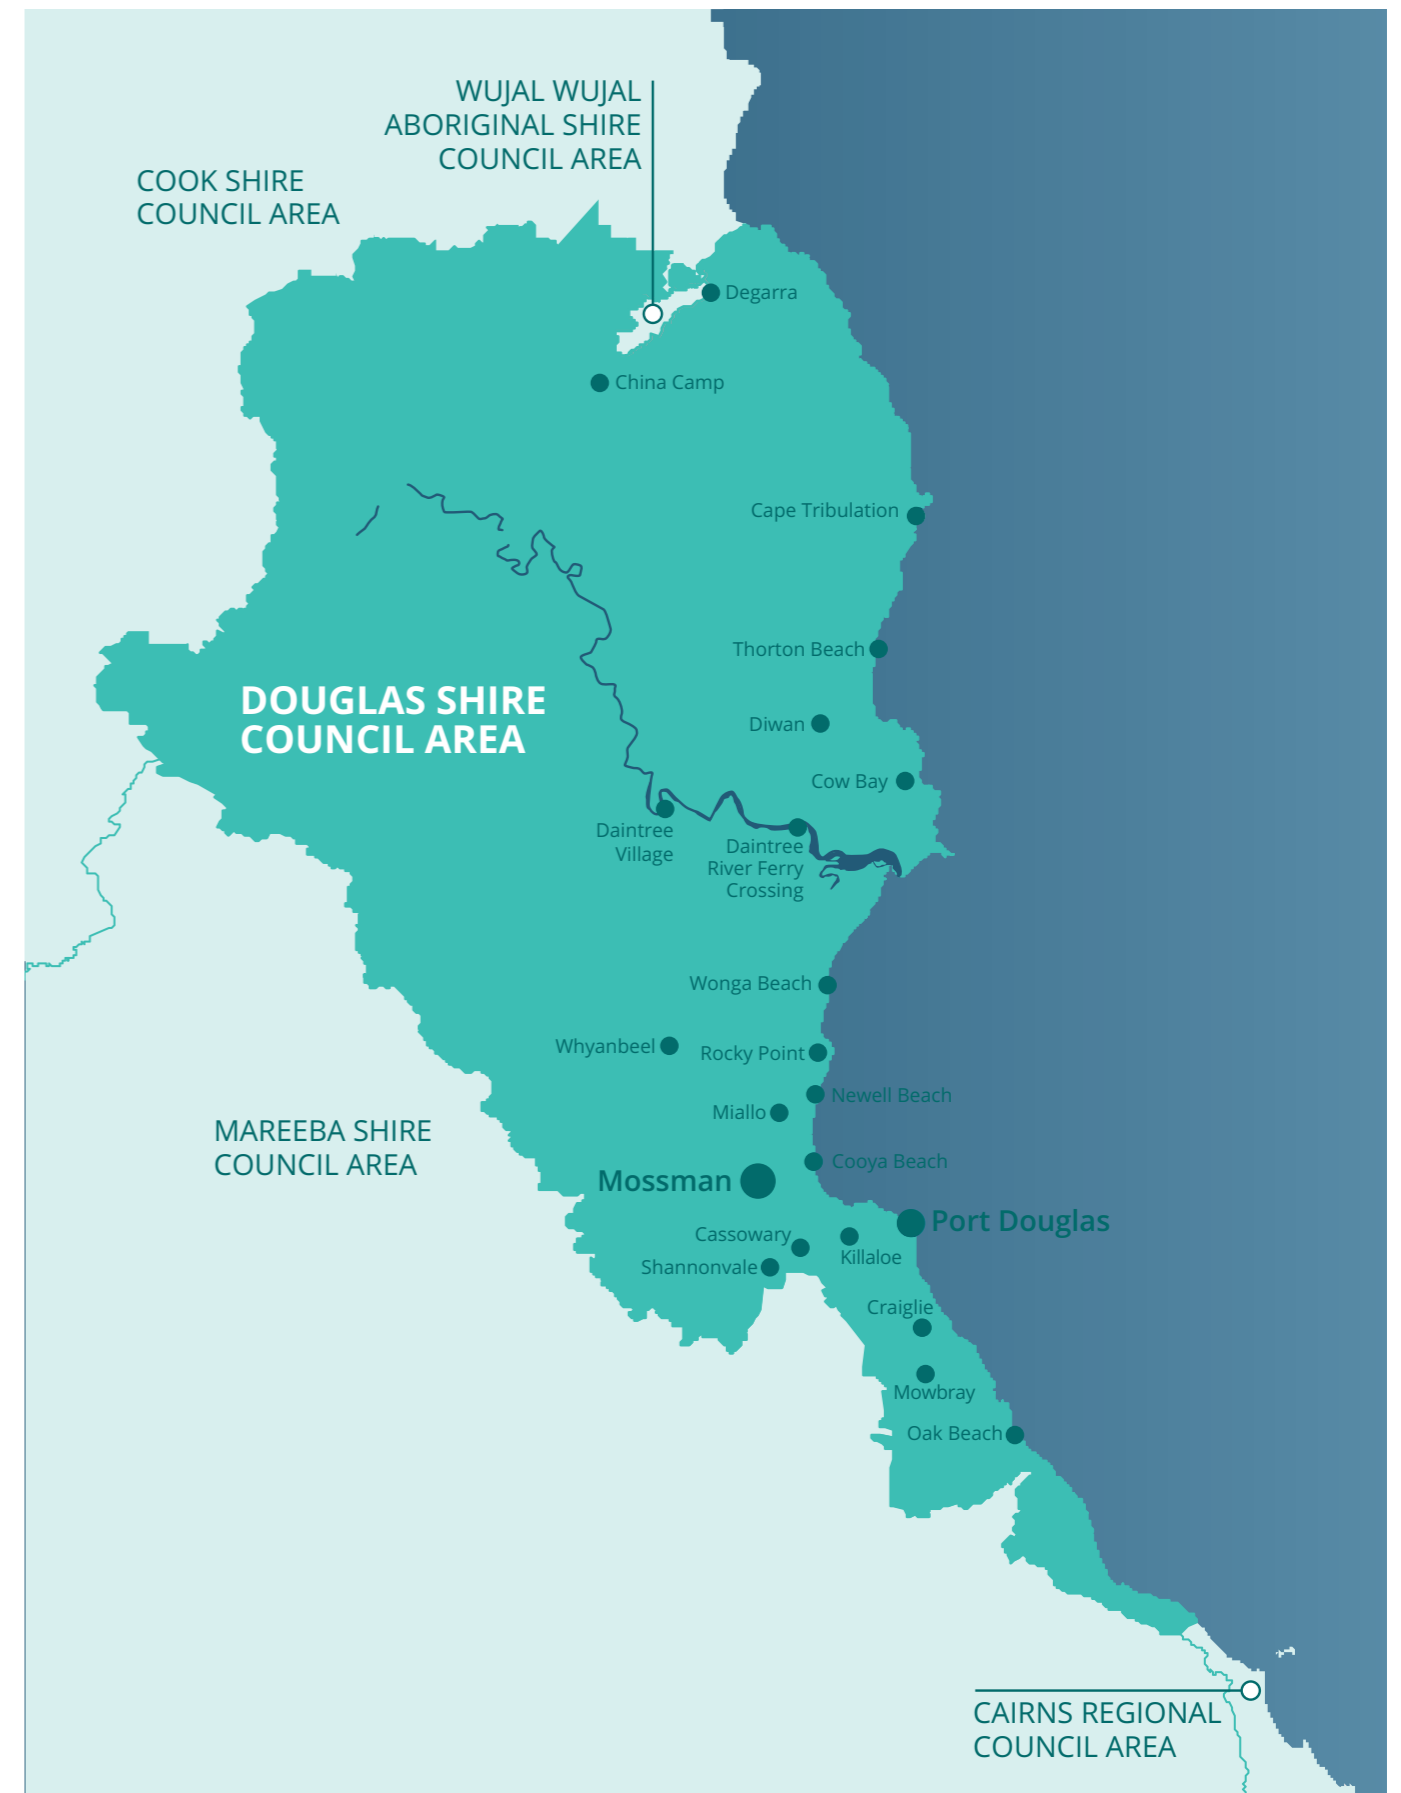 WUJAL WUJAL
ABORIGINAL SHIRE
COUNCIL AREA
COOK SHIRE
COUNCIL AREA
Degarra
China Camp
Cape Tribulation
Thorton Beach
DOUGLAS SHIRE
COUNCIL AREA
Diwan
Cow Bay
Daintree
Village
Daintree
River Ferry
Crossing
Wonga Beach
Whyanbeel
Rocky Point
Newell Beach
Miallo
MAREEBA SHIRE
COUNCIL AREA
Cooya Beach
Mossman
Port Douglas
Cassowary
Killaloe
Shannonvale
Craiglie
Mowbray
Oak Beach
CAIRNS REGIONAL
COUNCIL AREA